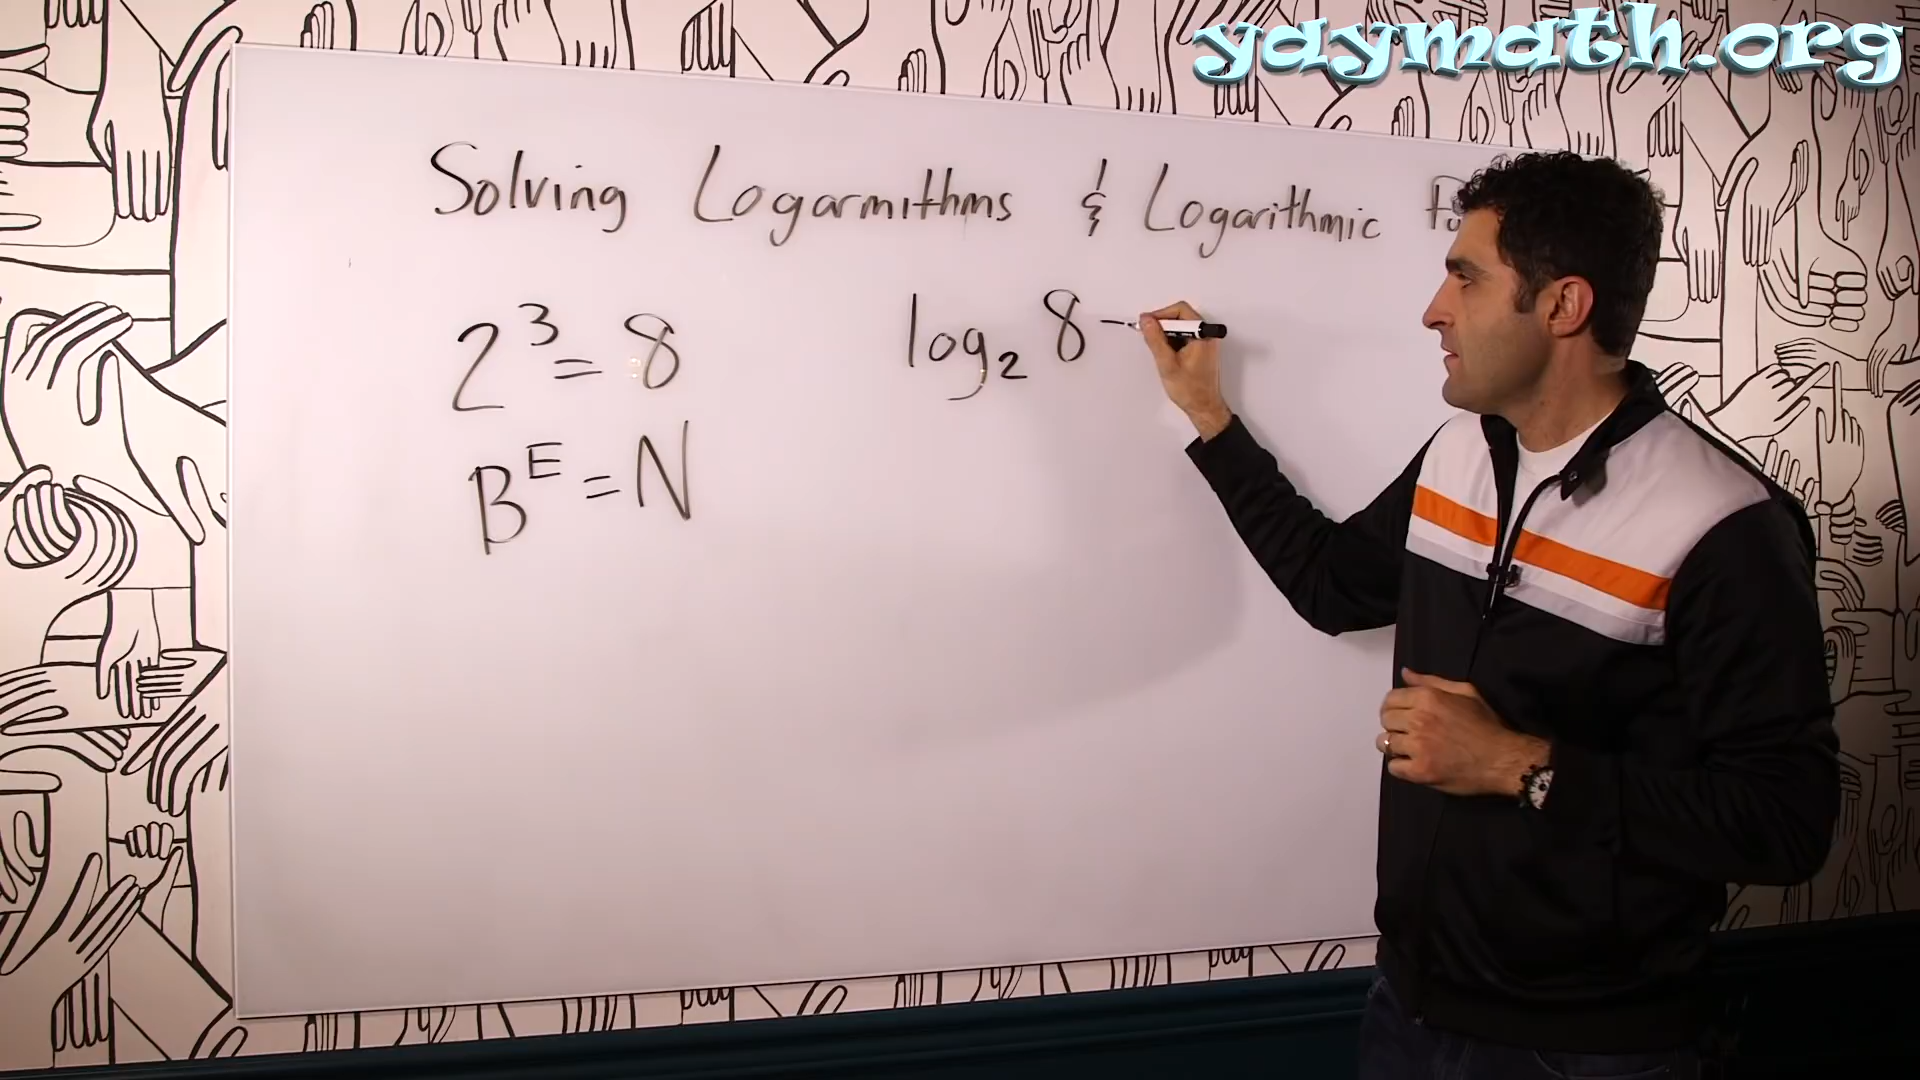 yaymath.org
Solving Logarmithms & Logarithmic
2³ = 8
log₂ 8 -
Bᴱ = N